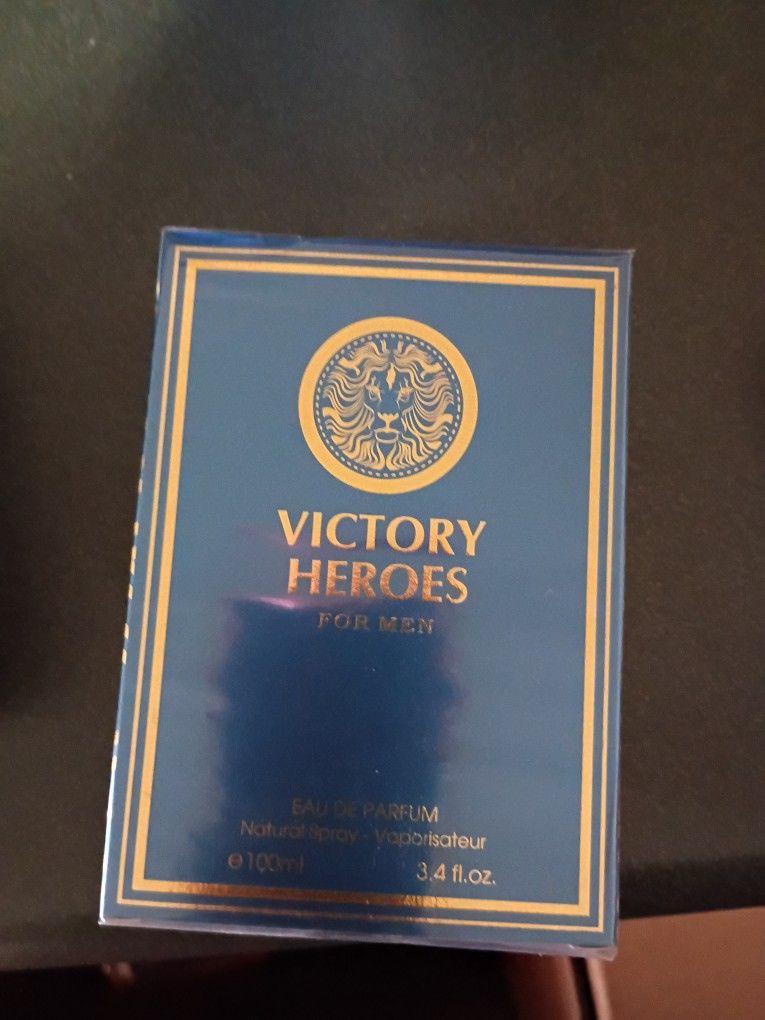 VICTORY
HEROES
FOR MEN
EAU DE PARFUM
Natural Spray - Vaporisateur
℮100ml
3.4 fl.oz.